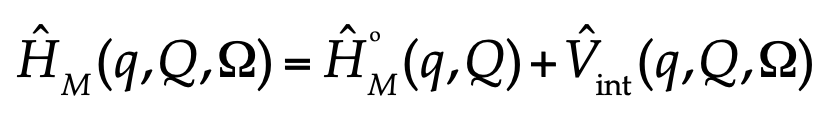 Ĥ_M(q,Q,Ω) = Ĥ°_M(q,Q) + V̂_int(q,Q,Ω)